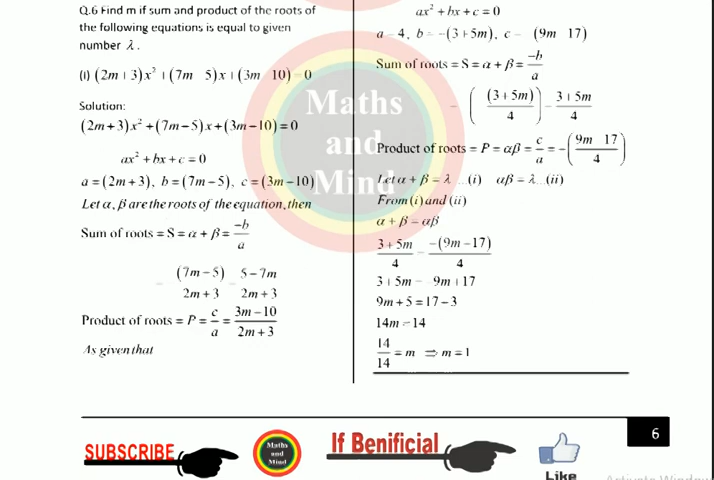 Q.6 Find m if sum and product of the roots of
the following equations is equal to given
number λ.
(i) (2m+3)x² + (7m 5)x + (3m 10) = 0
Solution:
(2m+3)x² + (7m−5)x + (3m−10) = 0
ax² + bx + c = 0
a = (2m+3), b = (7m−5), c = (3m−10)
Let α, β are the roots of the equation, then
Sum of roots = S = α + β = −b/a
− (7m−5)/2m+3 − 5−7m/2m+3
Product of roots = P = c/a = 3m−10/2m+3
As given that
ax² + bx + c = 0
a − 4, b − −(3+5m), c − (9m 17)
Sum of roots = S = α + β = −b/a
− ( (3+5m)/4 ) − 3+5m/4
Product of roots = P = αβ = c/a = −( 9m 17/4 )
Let α + β = λ ...(i) αβ = λ...(ii)
From (i) and (ii)
α + β − αβ
3+5m/4 − −(9m−17)/4
3+5m − 9m+17
9m+5=17−3
14m−14
14/14 = m ⇒ m = 1
Maths
and
Mind
SUBSCRIBE
Maths
and
Mind
If Benificial
Like
6